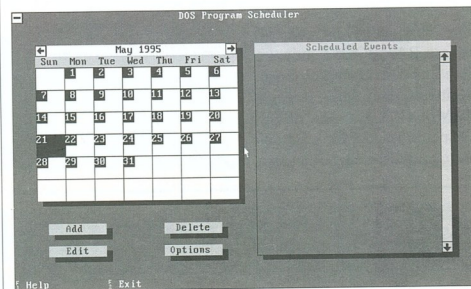 DOS Program Scheduler
May 1995
Scheduled Events
Sun Mon Tue Wed Thu Fri Sat
1 2 3 4 5 6
7 8 9 10 11 12 13
14 15 16 17 18 19 20
21 22 23 24 25 26 27
28 29 30 31
Add Delete
Edit Options
Help Exit